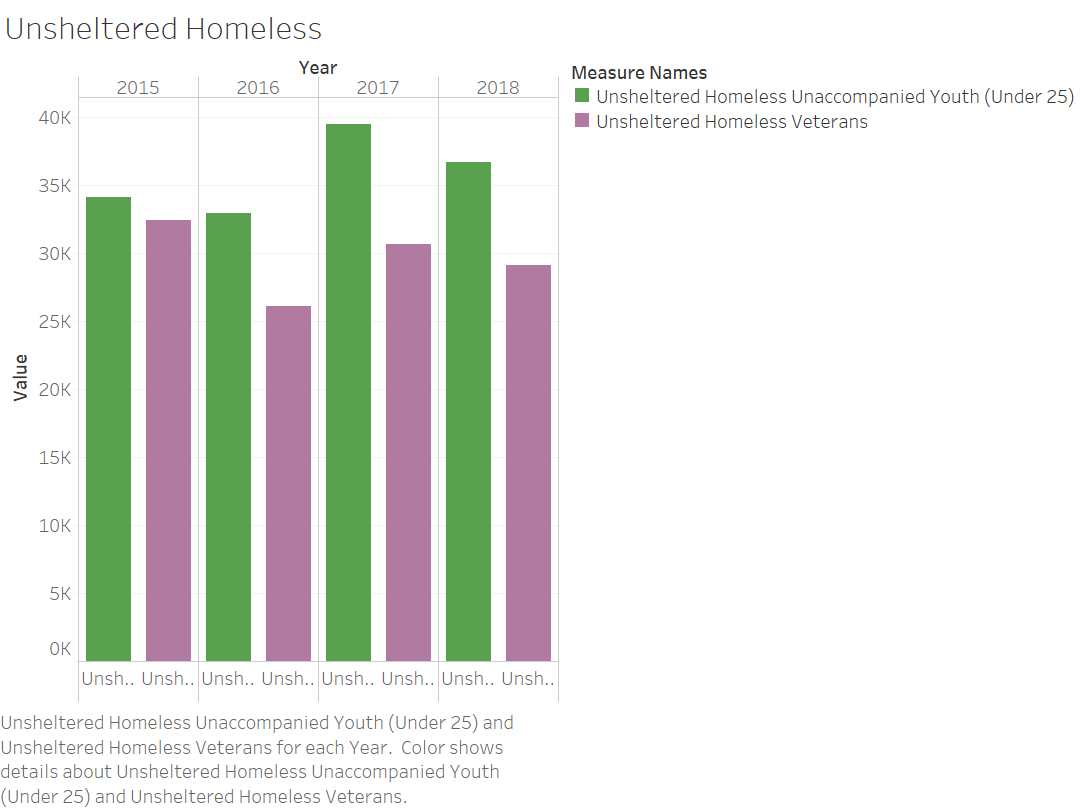 Unsheltered Homeless
Year
2015 2016 2017 2018
Measure Names
Unsheltered Homeless Unaccompanied Youth (Under 25)
Unsheltered Homeless Veterans
40K
35K
30K
25K
20K
15K
10K
5K
0K
Value
Unsh.. Unsh.. Unsh.. Unsh.. Unsh.. Unsh.. Unsh.. Unsh..
Unsheltered Homeless Unaccompanied Youth (Under 25) and
Unsheltered Homeless Veterans for each Year.  Color shows
details about Unsheltered Homeless Unaccompanied Youth
(Under 25) and Unsheltered Homeless Veterans.